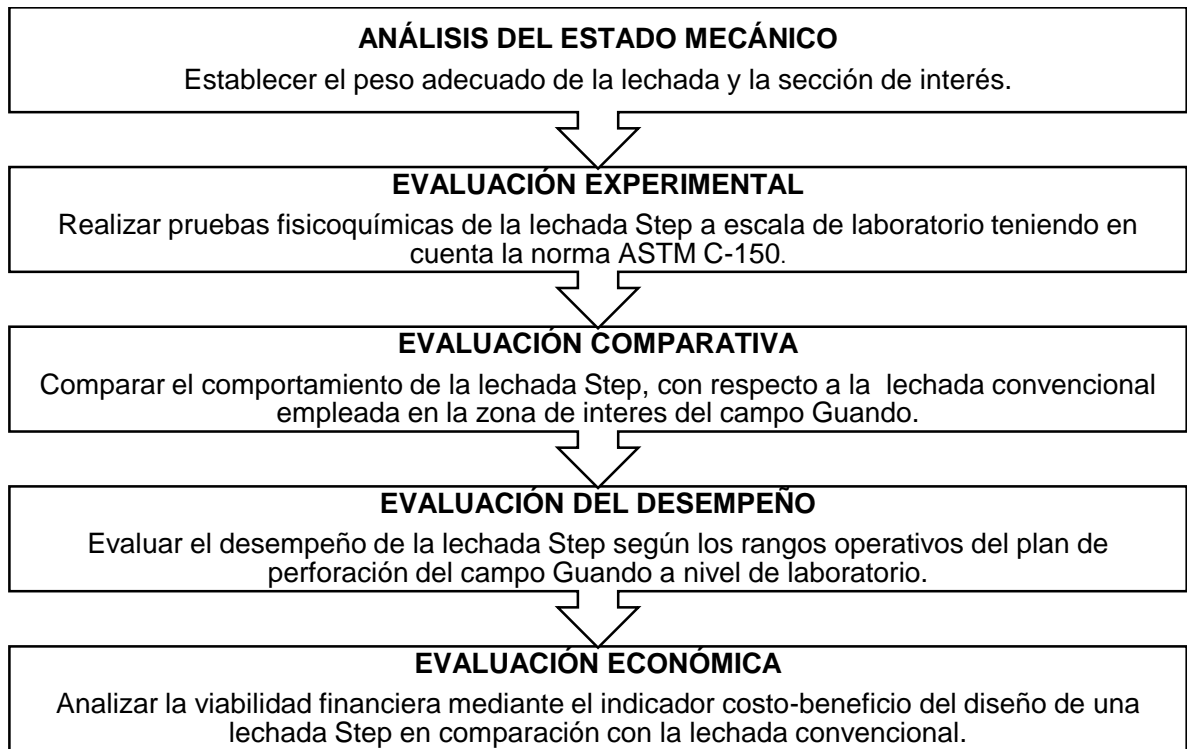 ANÁLISIS DEL ESTADO MECÁNICO
Establecer el peso adecuado de la lechada y la sección de interés.
EVALUACIÓN EXPERIMENTAL
Realizar pruebas fisicoquímicas de la lechada Step a escala de laboratorio teniendo en
cuenta la norma ASTM C-150.
EVALUACIÓN COMPARATIVA
Comparar el comportamiento de la lechada Step, con respecto a la lechada convencional
empleada en la zona de interes del campo Guando.
EVALUACIÓN DEL DESEMPEÑO
Evaluar el desempeño de la lechada Step según los rangos operativos del plan de
perforación del campo Guando a nivel de laboratorio.
EVALUACIÓN ECONÓMICA
Analizar la viabilidad financiera mediante el indicador costo-beneficio del diseño de una
lechada Step en comparación con la lechada convencional.